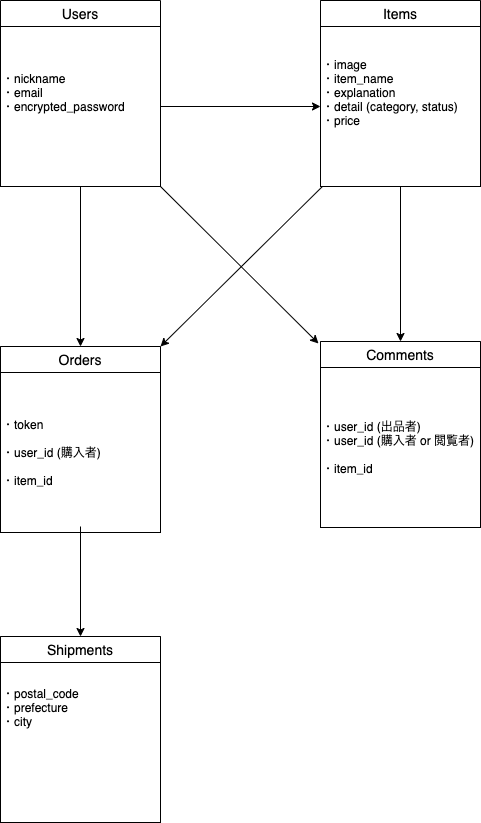 Users
・nickname
・email
・encrypted_password
Items
・image
・item_name
・explanation
・detail (category, status)
・price
Orders
・token
・user_id (購入者)
・item_id
Comments
・user_id (出品者)
・user_id (購入者 or 閲覧者)
・item_id
Shipments
・postal_code
・prefecture
・city